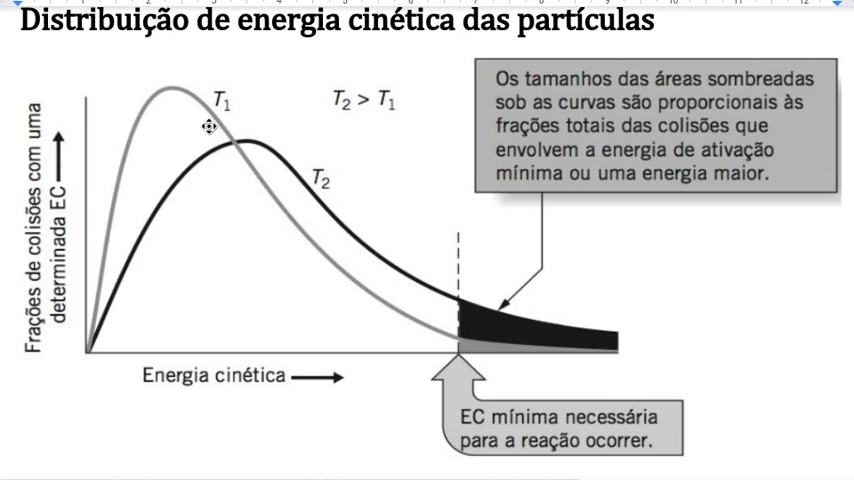 Distribuição de energia cinética das partículas
T1
T2 > T1
T2
Os tamanhos das áreas sombreadas
sob as curvas são proporcionais às
frações totais das colisões que
envolvem a energia de ativação
mínima ou uma energia maior.
Frações de colisões com uma
determinada EC
Energia cinética
EC mínima necessária
para a reação ocorrer.